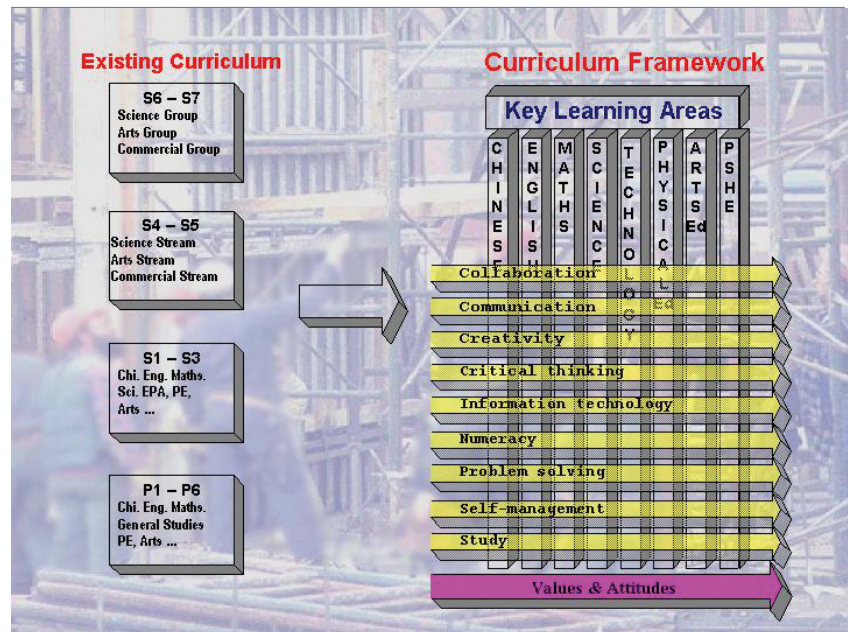 Existing Curriculum
S6 – S7
Science Group
Arts Group
Commercial Group
S4 – S5
Science Stream
Arts Stream
Commercial Stream
S1 – S3
Chi. Eng. Maths.
Sci. EPA, PE,
Arts ...
P1 – P6
Chi. Eng. Maths.
General Studies
PE, Arts ...
Curriculum Framework
Key Learning Areas
CHINESE
ENGLISH
MATHS
SCIENCE
TECHNOLOGY
PHYSICAL Ed
ARTS Ed
PSHE
Collaboration
Communication
Creativity
Critical thinking
Information technology
Numeracy
Problem solving
Self-management
Study
Values & Attitudes